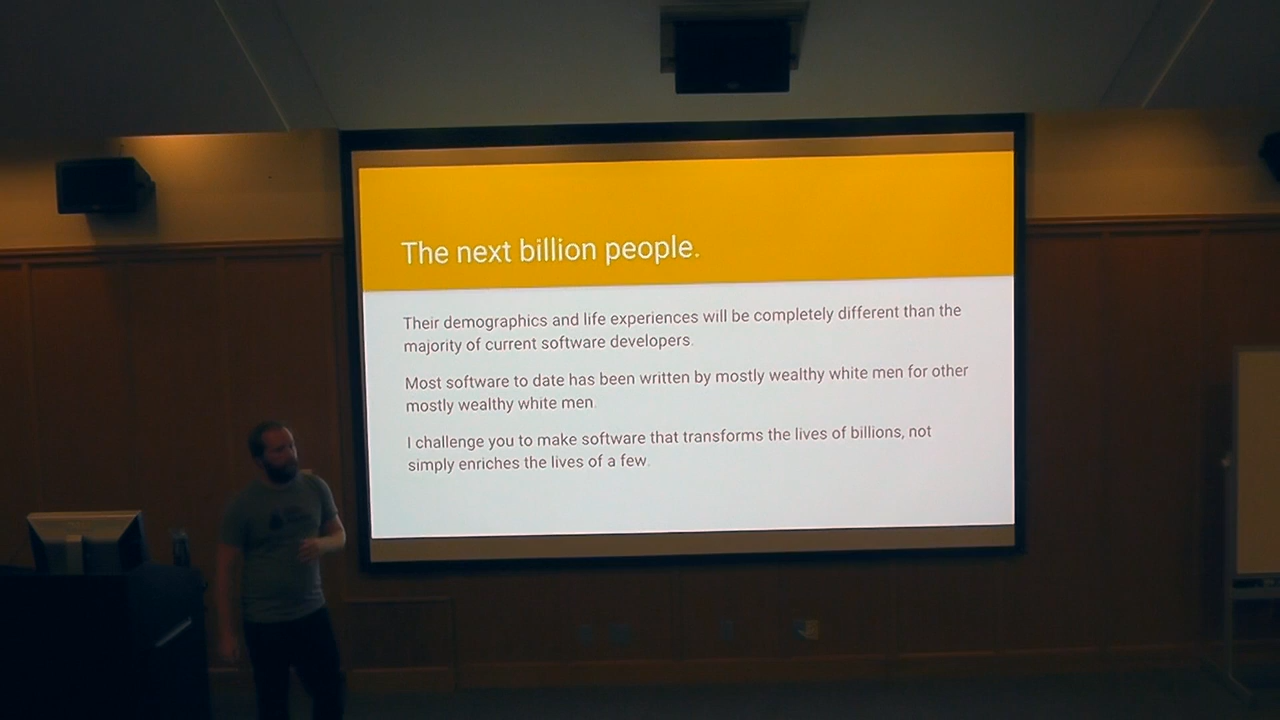 The next billion people.
Their demographics and life experiences will be completely different than the
majority of current software developers.
Most software to date has been written by mostly wealthy white men for other
mostly wealthy white men.
I challenge you to make software that transforms the lives of billions, not
simply enriches the lives of a few.